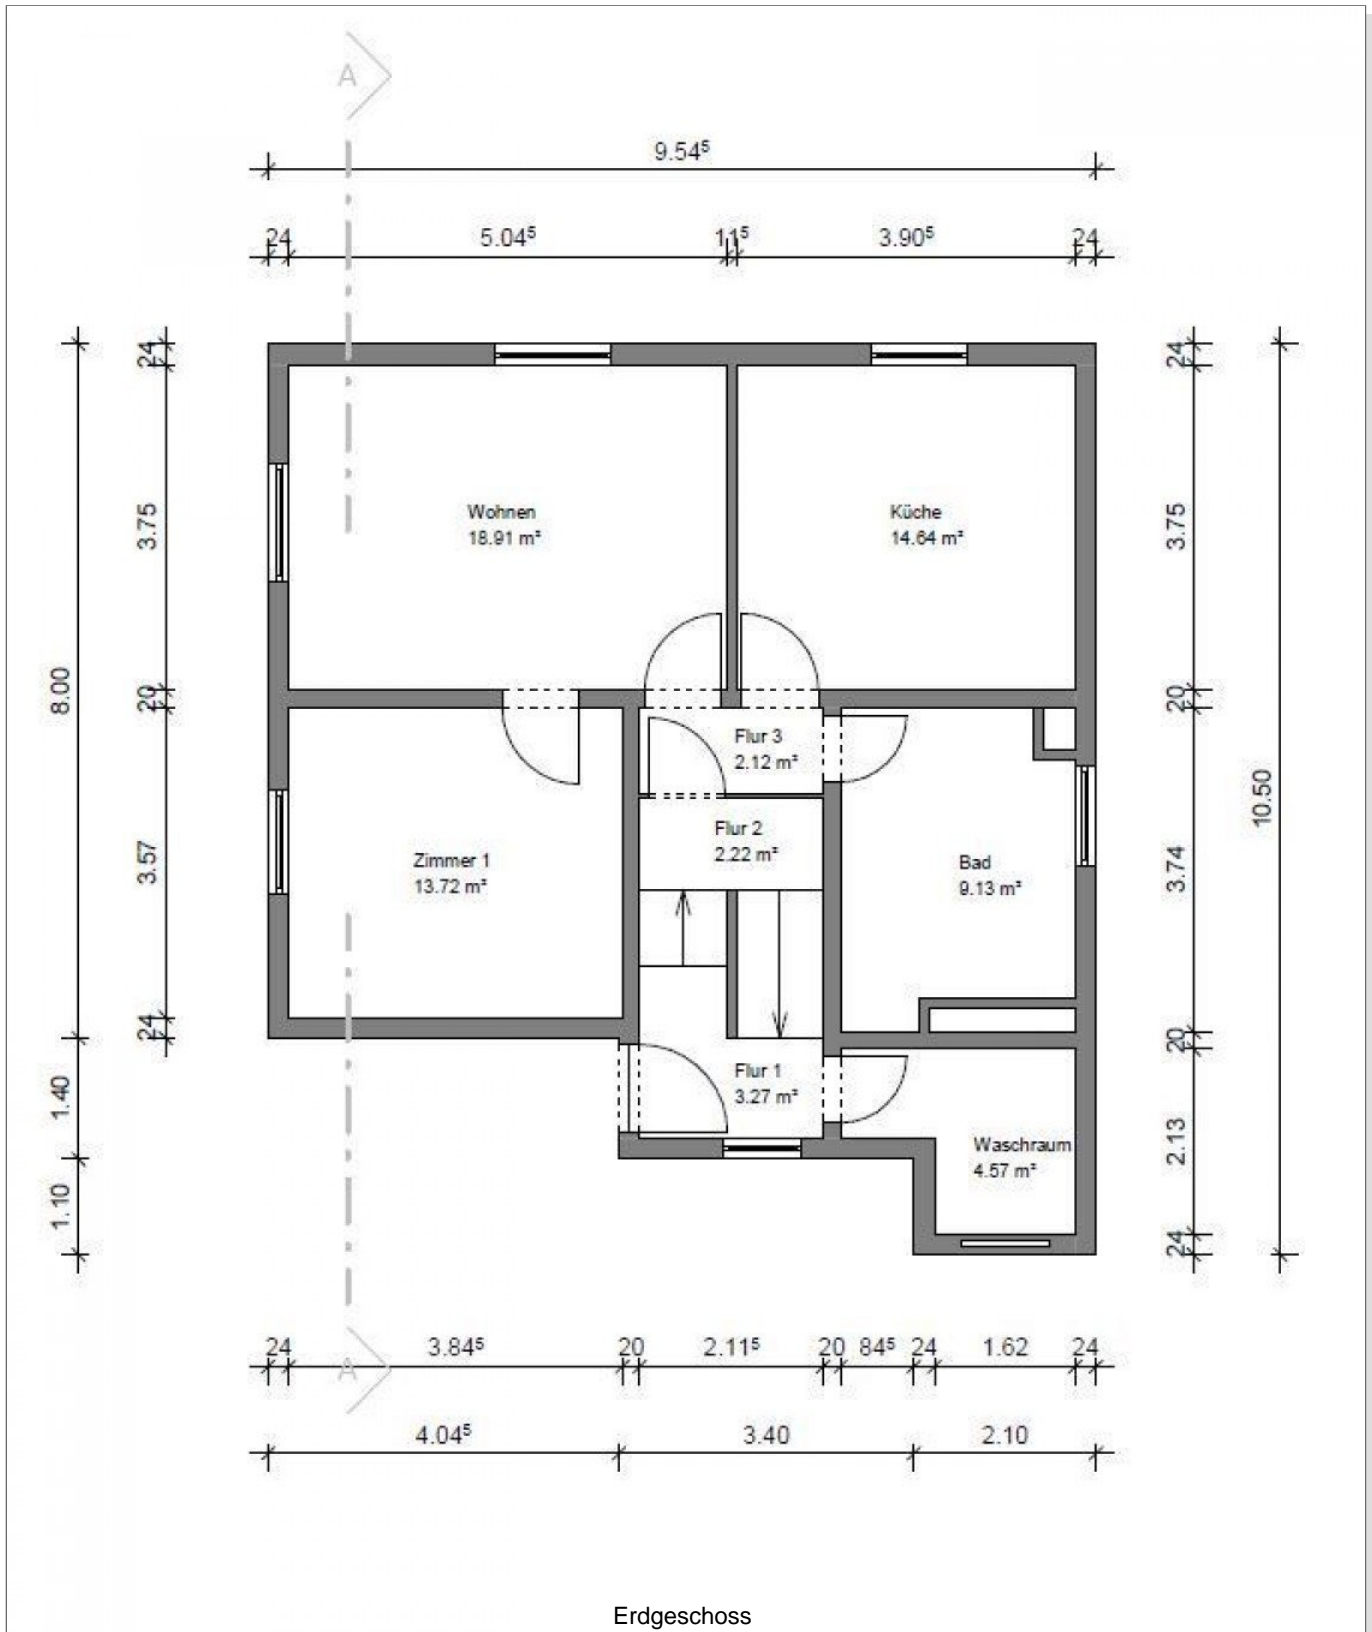 A
9.54⁵
24 5.04⁵ 11⁵ 3.90⁵ 24
24
3.75
20
3.57
24
8.00
1.40
1.10
Wohnen
18.91 m²
Küche
14.64 m²
Flur 3
2.12 m²
Flur 2
2.22 m²
Zimmer 1
13.72 m²
Bad
9.13 m²
Flur 1
3.27 m²
Waschraum
4.57 m²
24
3.75
20
3.74
20
2.13
24
10.50
24 3.84⁵ 20 2.11⁵ 20 84⁵ 24 1.62 24
A
4.04⁵ 3.40 2.10
Erdgeschoss